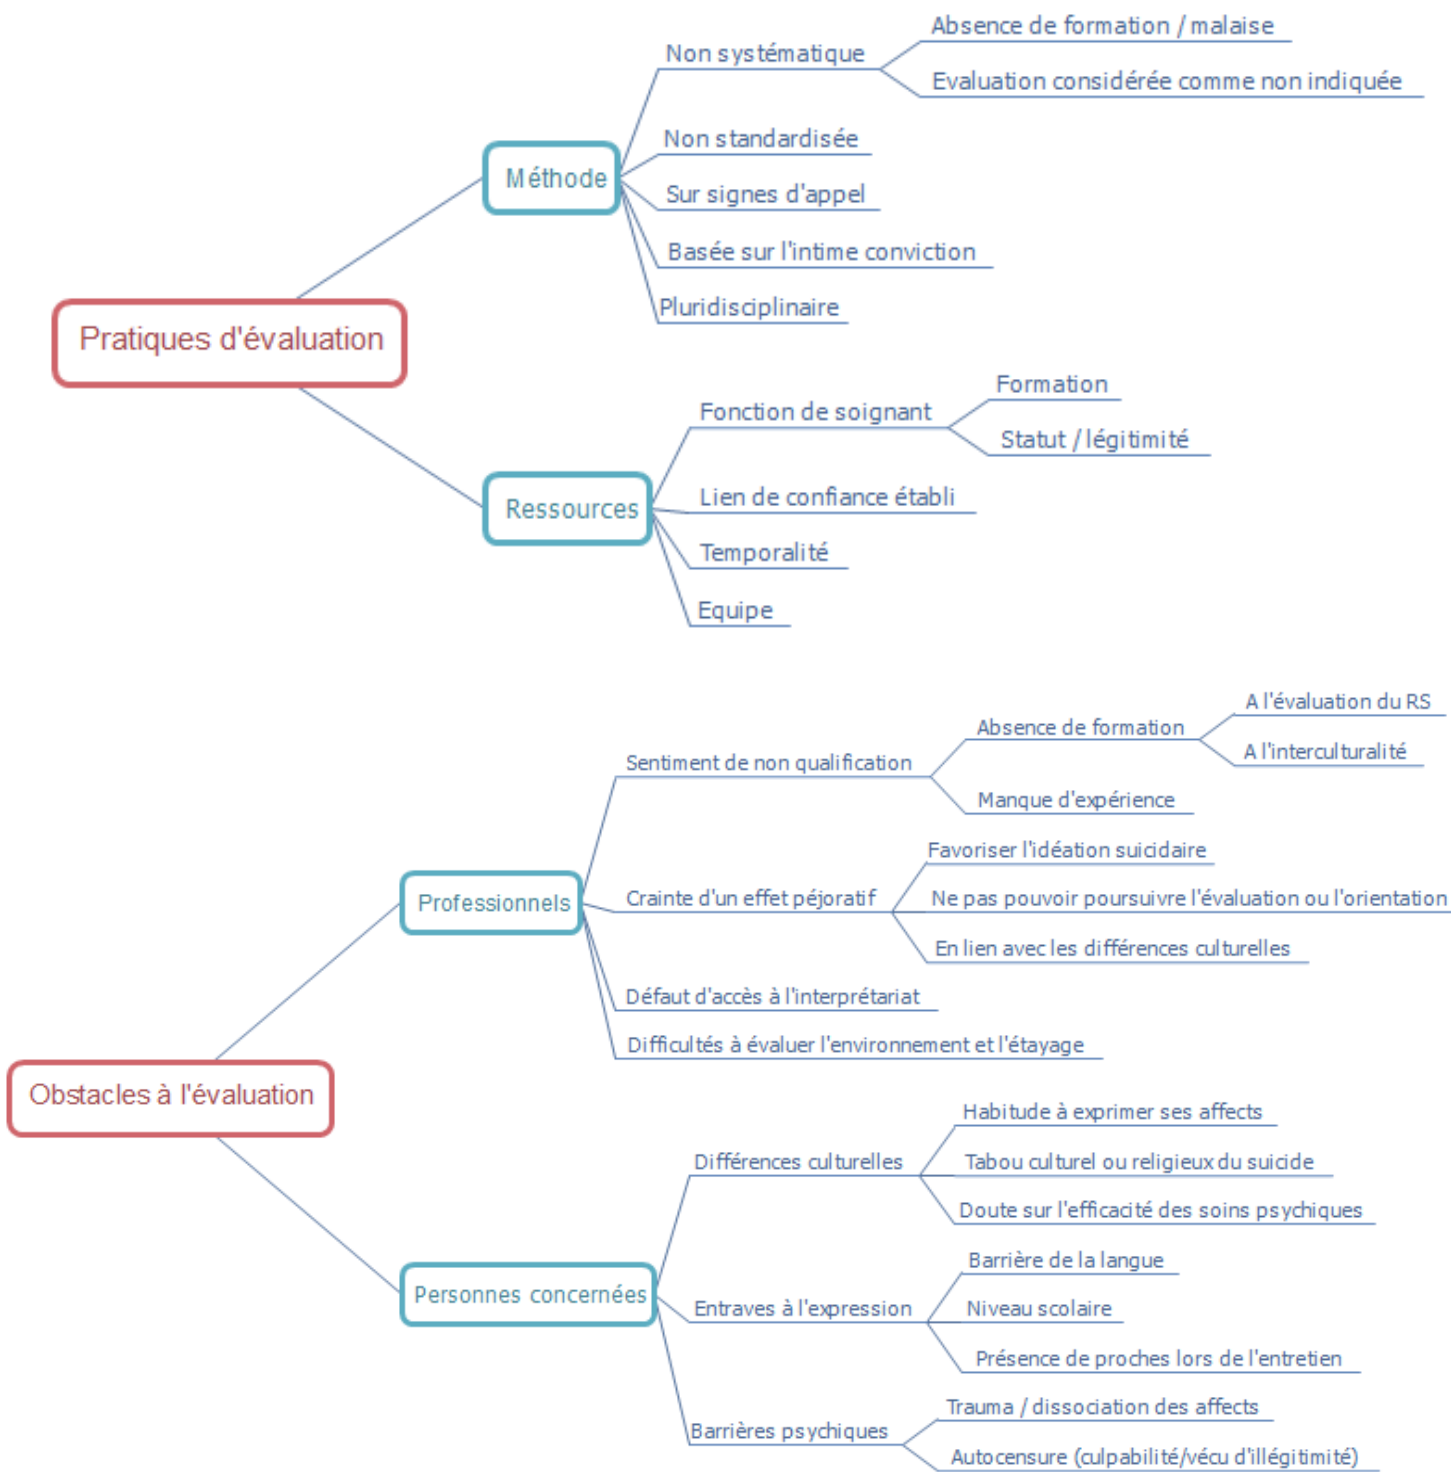 Pratiques d'évaluation
Méthode
Non systématique
Absence de formation / malaise
Evaluation considérée comme non indiquée
Non standardisée
Sur signes d'appel
Basée sur l'intime conviction
Pluridisciplinaire
Ressources
Fonction de soignant
Formation
Statut / légitimité
Lien de confiance établi
Temporalité
Equipe
Obstacles à l'évaluation
Professionnels
Sentiment de non qualification
Absence de formation
A l'évaluation du RS
A l'interculturalité
Manque d'expérience
Crainte d'un effet péjoratif
Favoriser l'idéation suicidaire
Ne pas pouvoir poursuivre l'évaluation ou l'orientation
En lien avec les différences culturelles
Défaut d'accès à l'interprétariat
Difficultés à évaluer l'environnement et l'étayage
Personnes concernées
Différences culturelles
Habitude à exprimer ses affects
Tabou culturel ou religieux du suicide
Doute sur l'efficacité des soins psychiques
Entraves à l'expression
Barrière de la langue
Niveau scolaire
Présence de proches lors de l'entretien
Barrières psychiques
Trauma / dissociation des affects
Autocensure (culpabilité/vécu d'illégitimité)